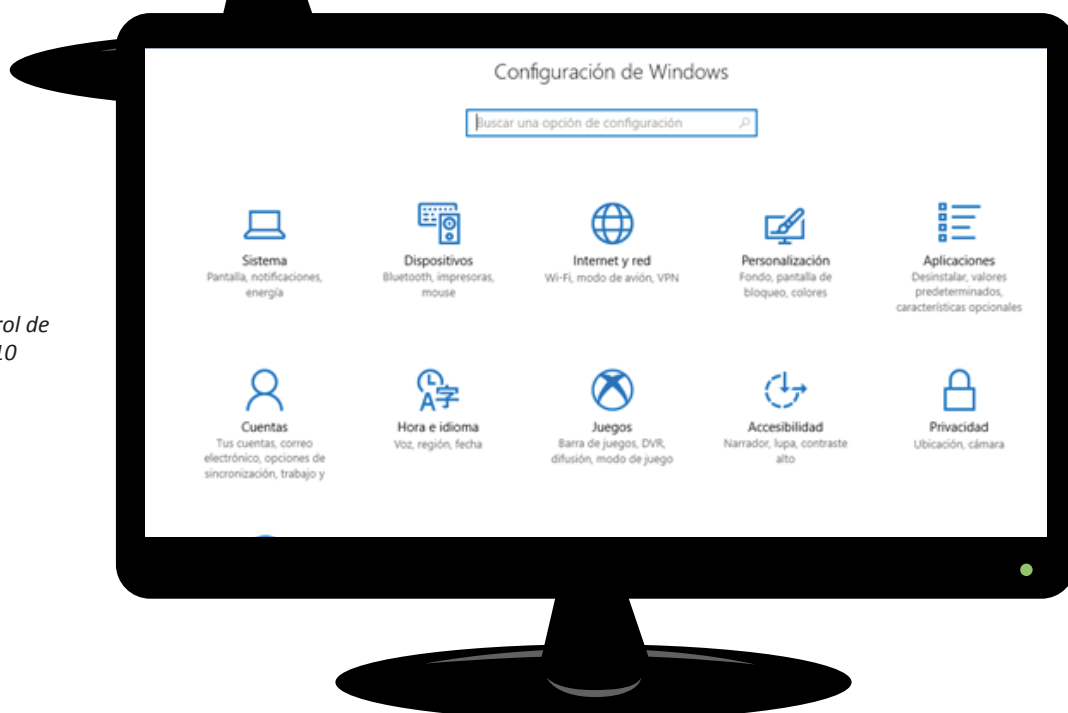 Configuración de Windows
Buscar una opción de configuración
Sistema
Pantalla, notificaciones,
energía
Dispositivos
Bluetooth, impresoras,
mouse
Internet y red
Wi-Fi, modo de avión, VPN
Personalización
Fondo, pantalla de
bloqueo, colores
Aplicaciones
Desinstalar, valores
predeterminados,
características opcionales
rol de
10
Cuentas
Tus cuentas, correo
electrónico, opciones de
sincronización, trabajo y
Hora e idioma
Voz, región, fecha
Juegos
Barra de juegos, DVR,
difusión, modo de juego
Accesibilidad
Narrador, lupa, contraste
alto
Privacidad
Ubicación, cámara